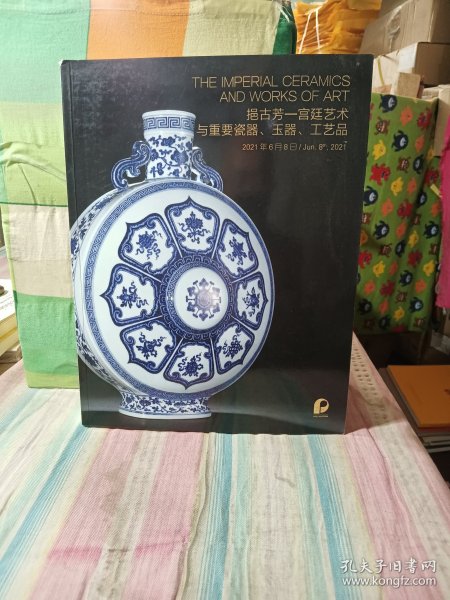 THE IMPERIAL CERAMICS
AND WORKS OF ART
挹古芳一宫廷艺术
与重要瓷器、玉器、工艺品
2021年6月8日/Jun. 8th, 2021
孔夫子旧书网
www.kongfz.com